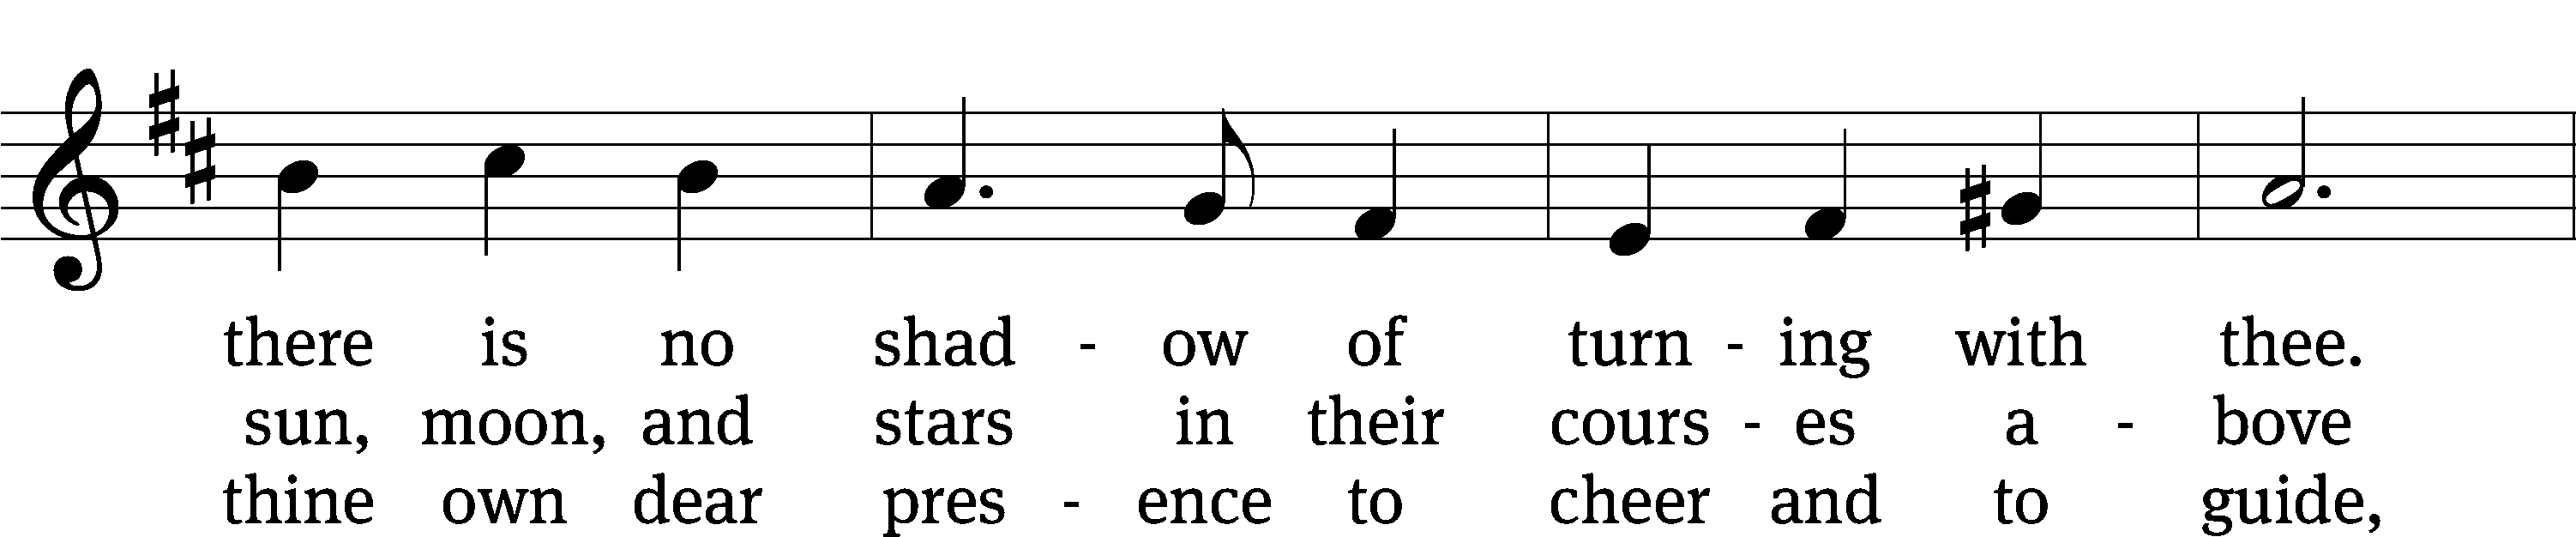 there is no shad - ow of turn - ing with thee.
sun, moon, and stars in their cours - es a - bove
thine own dear pres - ence to cheer and to guide,